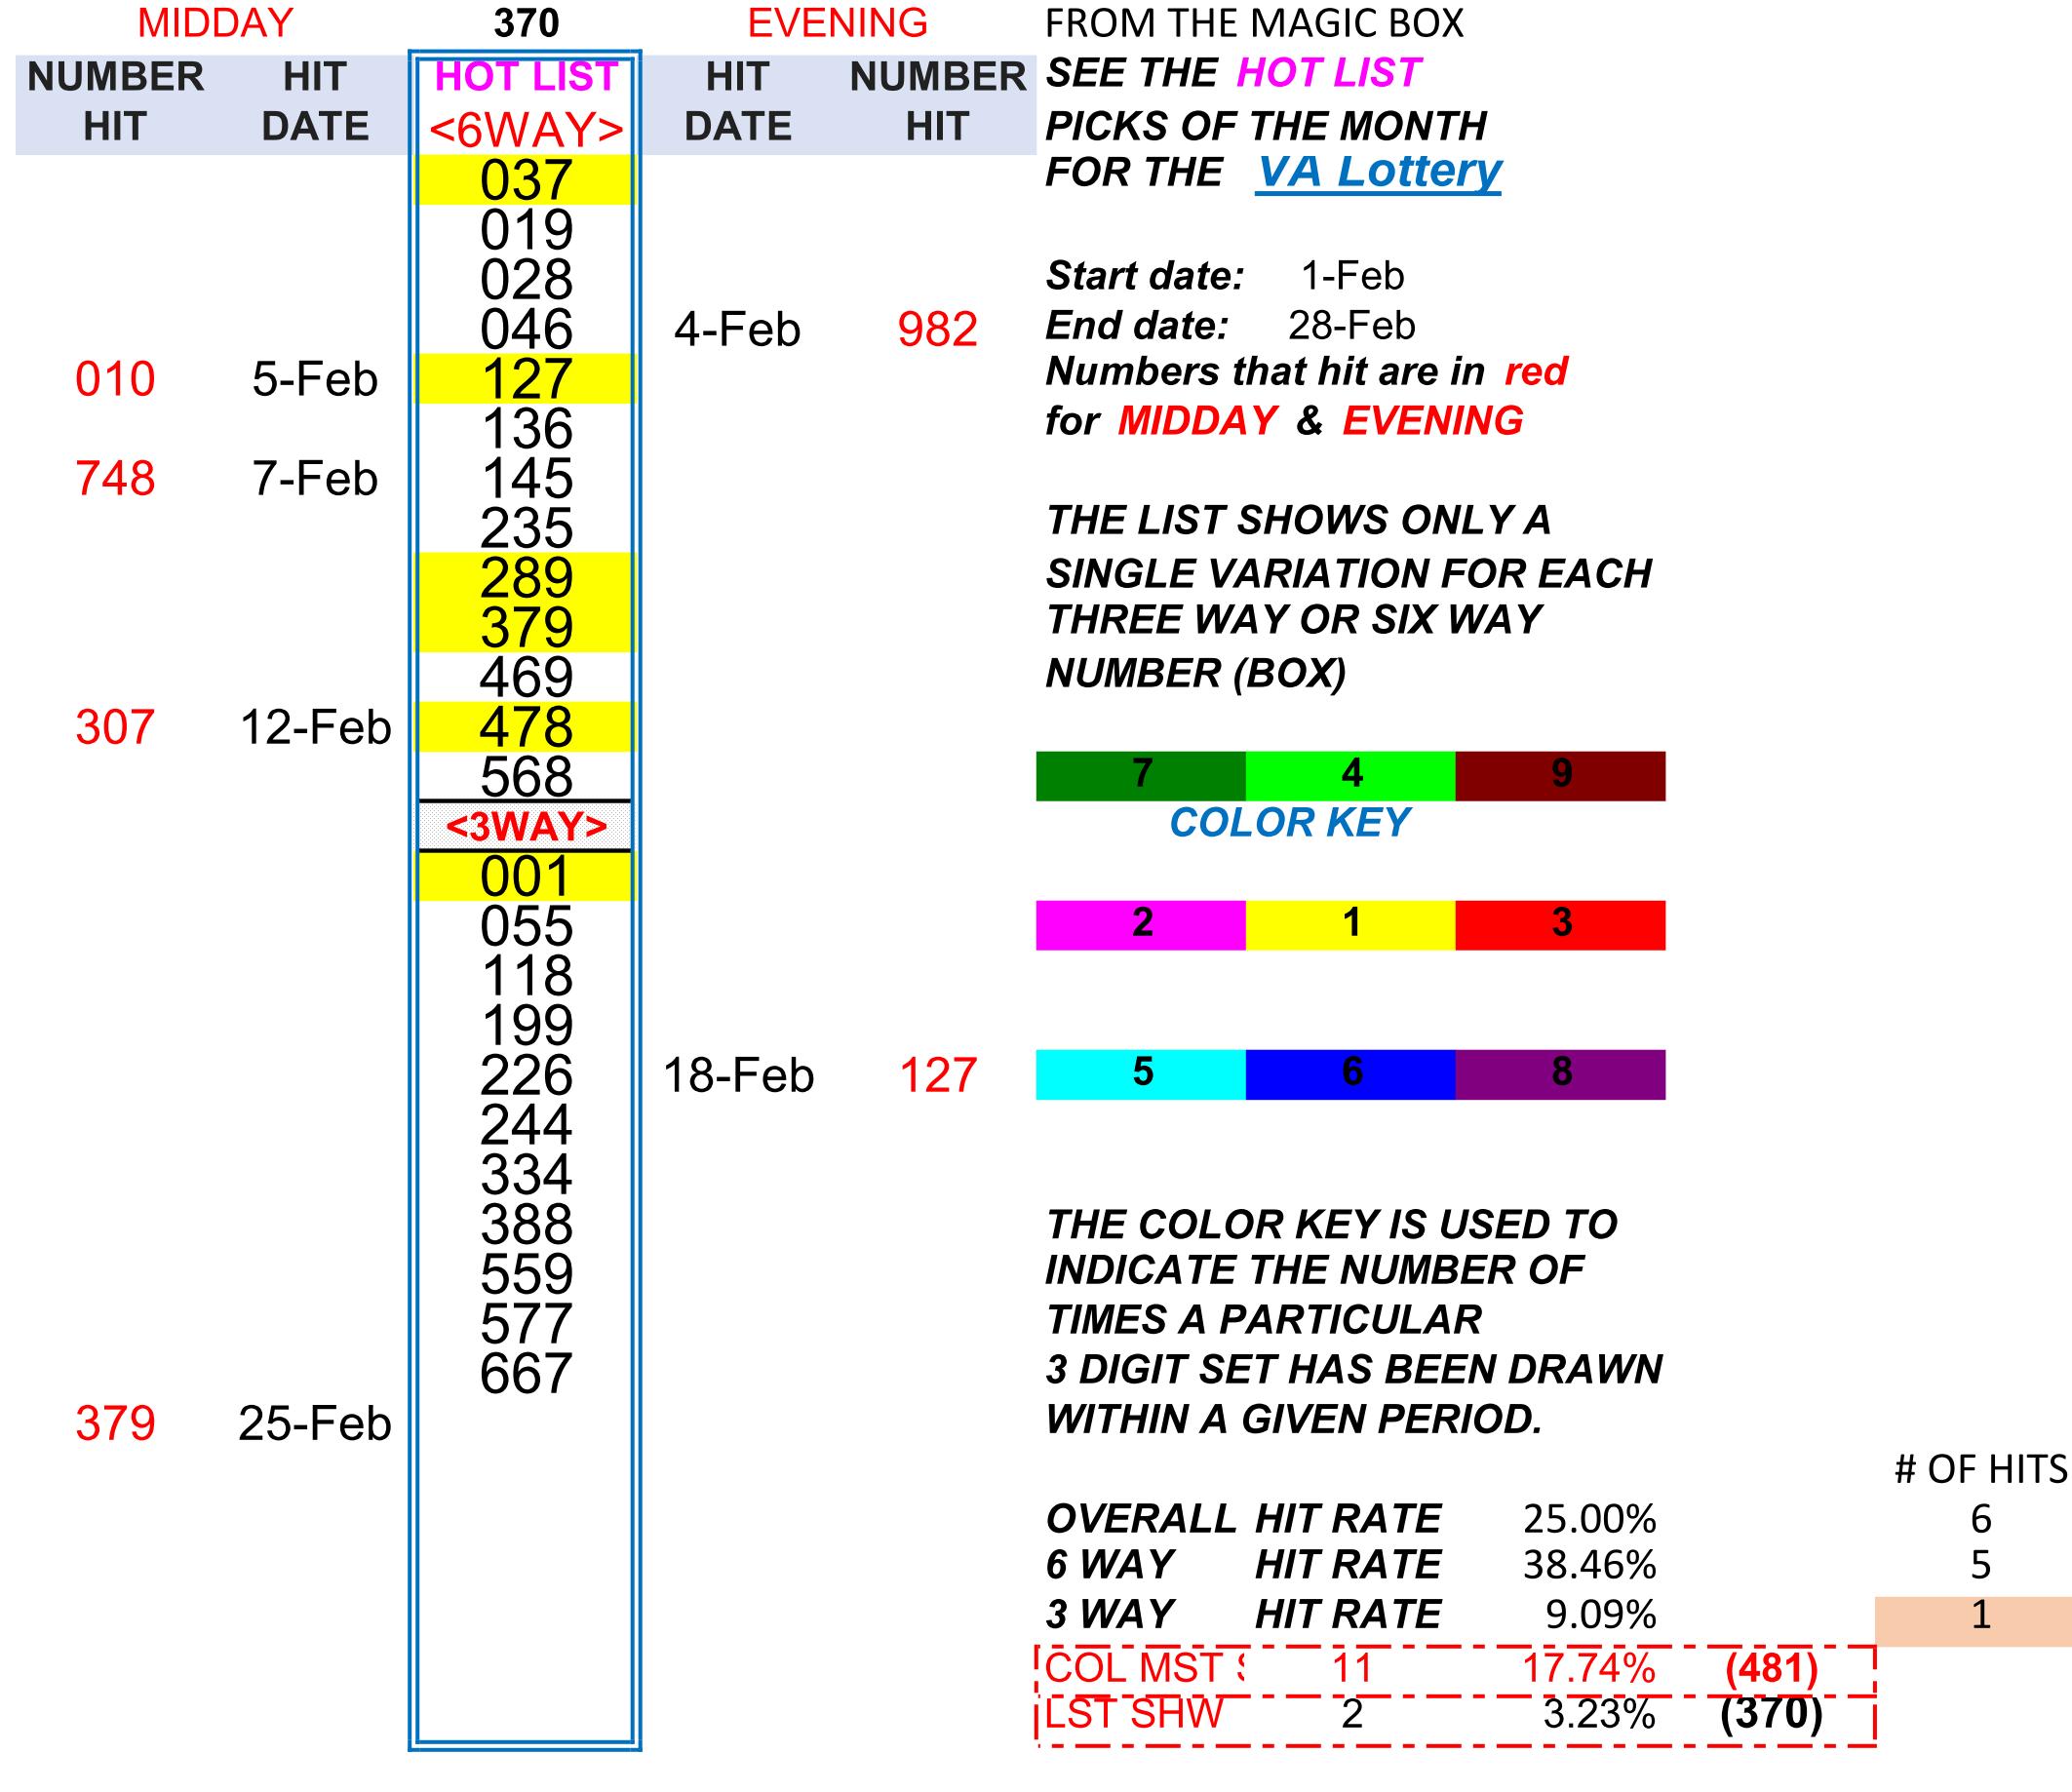 MIDDAY 370 EVENING FROM THE MAGIC BOX
NUMBER HIT HOT LIST HIT NUMBER SEE THE HOT LIST
HIT DATE <6WAY> DATE HIT PICKS OF THE MONTH
037 FOR THE VA Lottery
019
028 Start date: 1-Feb
046 4-Feb 982 End date: 28-Feb
010 5-Feb 127 Numbers that hit are in red
136 for MIDDAY & EVENING
748 7-Feb 145
235 THE LIST SHOWS ONLY A
289 SINGLE VARIATION FOR EACH
379 THREE WAY OR SIX WAY
469 NUMBER (BOX)
307 12-Feb 478
568 7 4 9
<3WAY> COLOR KEY
001
055 2 1 3
118
199
226 18-Feb 127 5 6 8
244
334
388 THE COLOR KEY IS USED TO
559 INDICATE THE NUMBER OF
577 TIMES A PARTICULAR
667 3 DIGIT SET HAS BEEN DRAWN
379 25-Feb WITHIN A GIVEN PERIOD.
# OF HITS
OVERALL HIT RATE 25.00% 6
6 WAY HIT RATE 38.46% 5
3 WAY HIT RATE 9.09% 1
COL MST 11 17.74% (481)
LST SHW 2 3.23% (370)